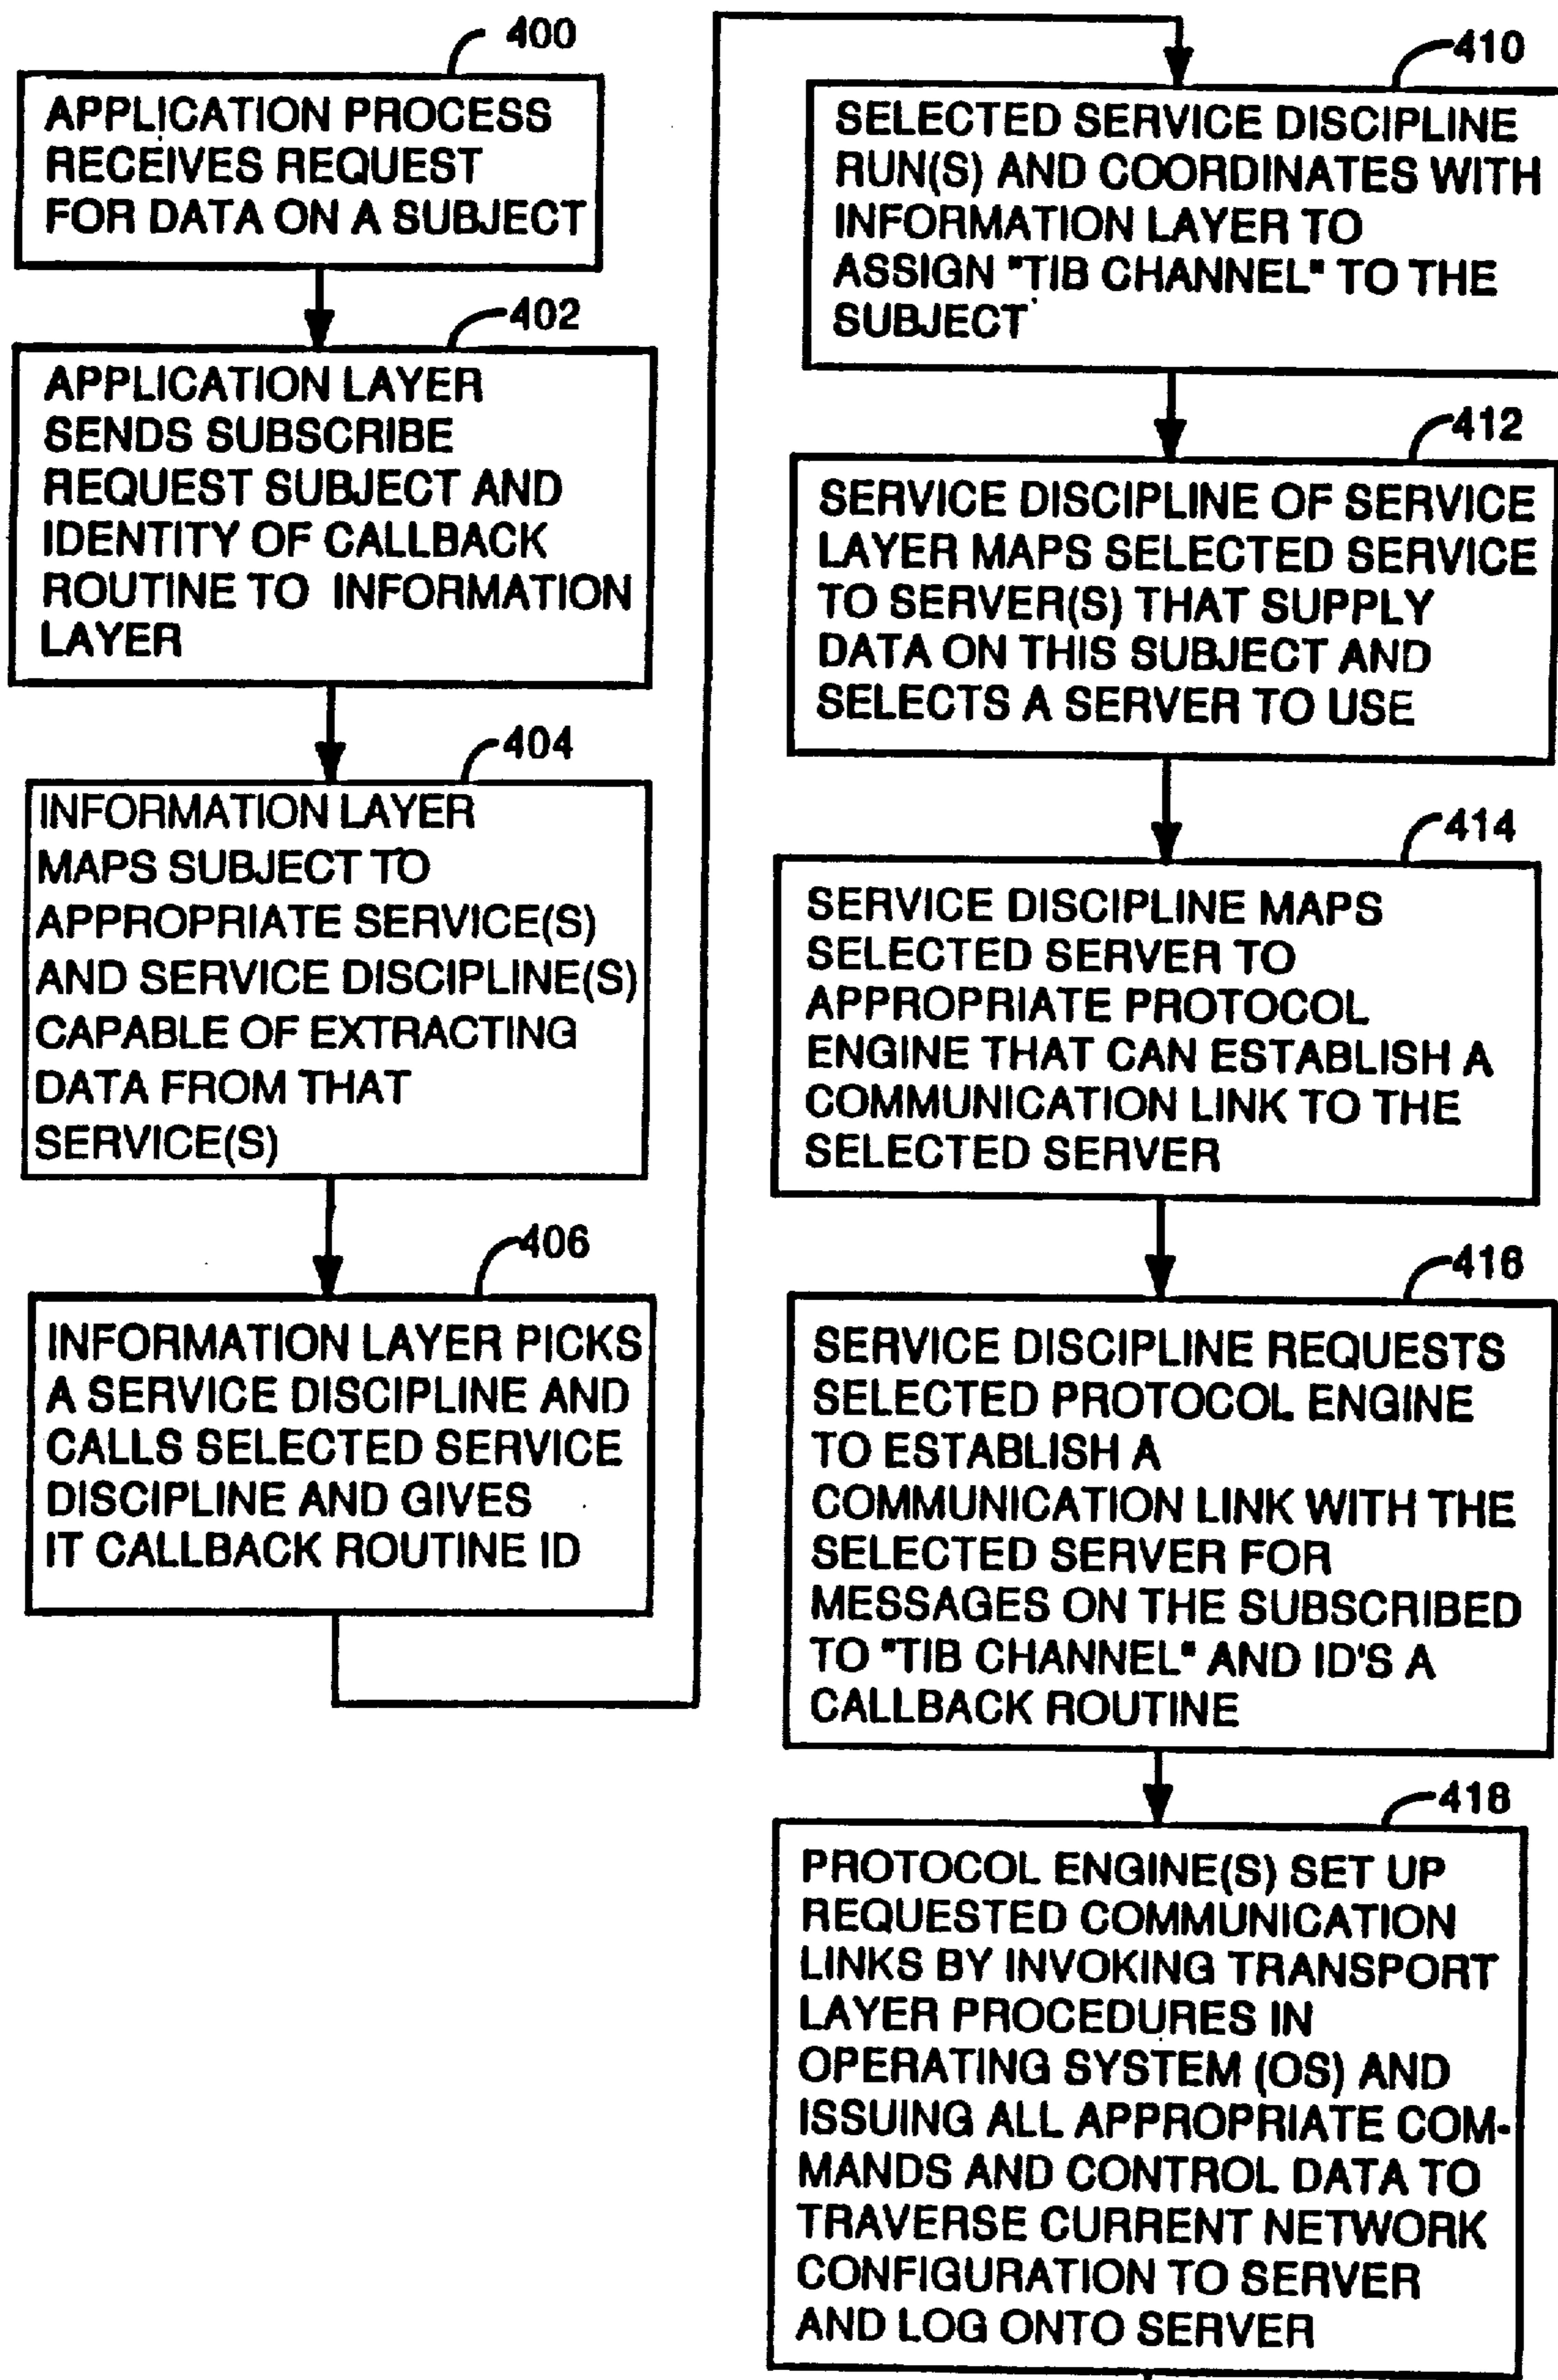 400
APPLICATION PROCESS
RECEIVES REQUEST
FOR DATA ON A SUBJECT
402
APPLICATION LAYER
SENDS SUBSCRIBE
REQUEST SUBJECT AND
IDENTITY OF CALLBACK
ROUTINE TO INFORMATION
LAYER
404
INFORMATION LAYER
MAPS SUBJECT TO
APPROPRIATE SERVICE(S)
AND SERVICE DISCIPLINE(S)
CAPABLE OF EXTRACTING
DATA FROM THAT
SERVICE(S)
406
INFORMATION LAYER PICKS
A SERVICE DISCIPLINE AND
CALLS SELECTED SERVICE
DISCIPLINE AND GIVES
IT CALLBACK ROUTINE ID
410
SELECTED SERVICE DISCIPLINE
RUN(S) AND COORDINATES WITH
INFORMATION LAYER TO
ASSIGN "TIB CHANNEL" TO THE
SUBJECT
412
SERVICE DISCIPLINE OF SERVICE
LAYER MAPS SELECTED SERVICE
TO SERVER(S) THAT SUPPLY
DATA ON THIS SUBJECT AND
SELECTS A SERVER TO USE
414
SERVICE DISCIPLINE MAPS
SELECTED SERVER TO
APPROPRIATE PROTOCOL
ENGINE THAT CAN ESTABLISH A
COMMUNICATION LINK TO THE
SELECTED SERVER
416
SERVICE DISCIPLINE REQUESTS
SELECTED PROTOCOL ENGINE
TO ESTABLISH A
COMMUNICATION LINK WITH THE
SELECTED SERVER FOR
MESSAGES ON THE SUBSCRIBED
TO "TIB CHANNEL" AND ID'S A
CALLBACK ROUTINE
418
PROTOCOL ENGINE(S) SET UP
REQUESTED COMMUNICATION
LINKS BY INVOKING TRANSPORT
LAYER PROCEDURES IN
OPERATING SYSTEM (OS) AND
ISSUING ALL APPROPRIATE COM-
MANDS AND CONTROL DATA TO
TRAVERSE CURRENT NETWORK
CONFIGURATION TO SERVER
AND LOG ONTO SERVER